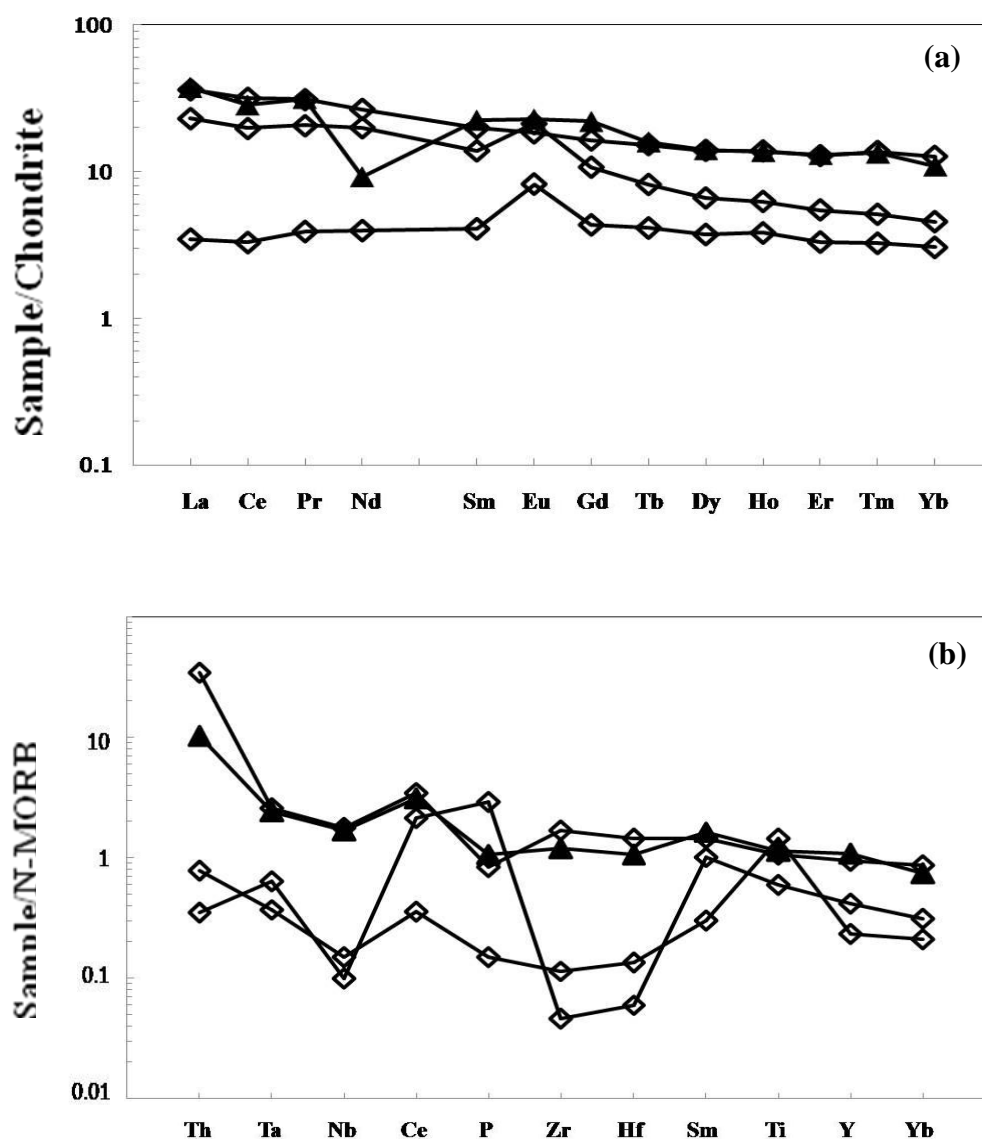 (a)
Sample/Chondrite
100
10
1
0.1
La Ce Pr Nd Sm Eu Gd Tb Dy Ho Er Tm Yb
(b)
Sample/N-MORB
10
1
0.1
0.01
Th Ta Nb Ce P Zr Hf Sm Ti Y Yb